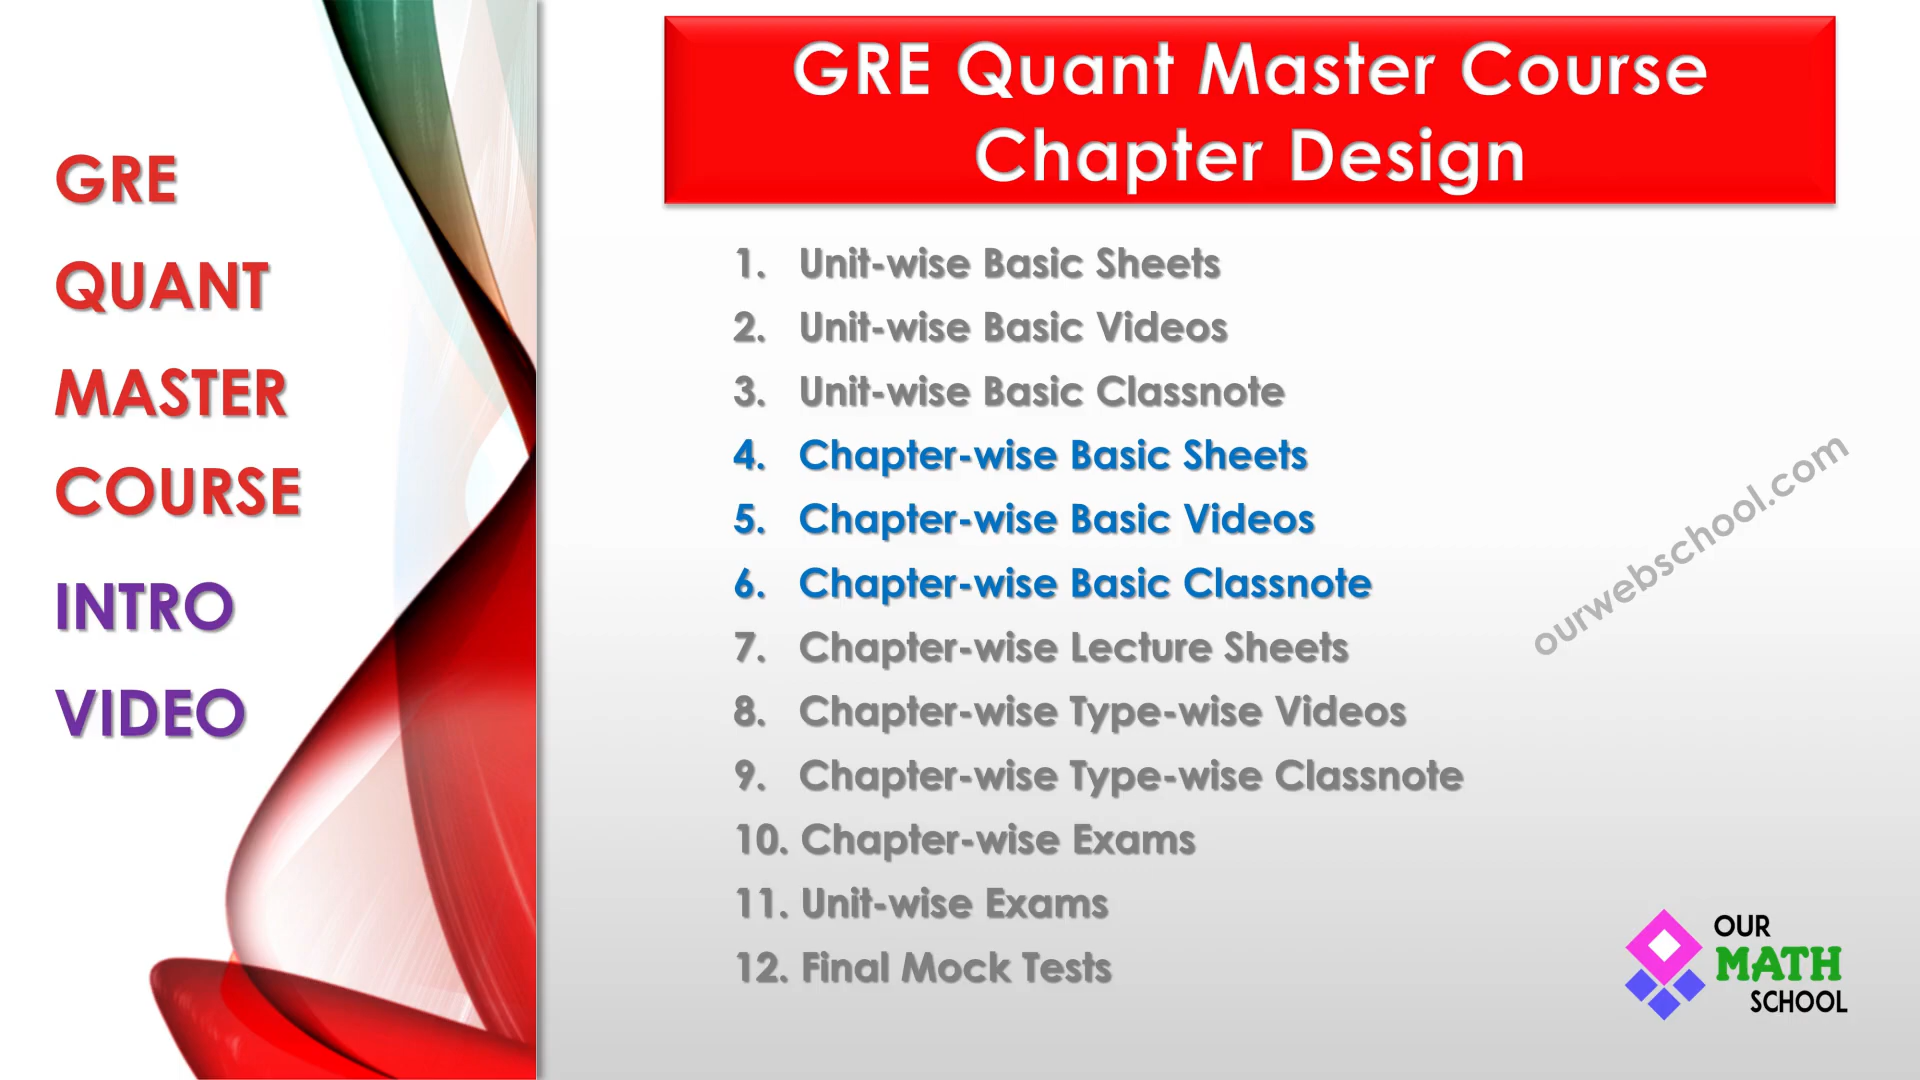 GRE
QUANT
MASTER
COURSE
INTRO
VIDEO
GRE Quant Master Course
Chapter Design
1. Unit-wise Basic Sheets
2. Unit-wise Basic Videos
3. Unit-wise Basic Classnote
4. Chapter-wise Basic Sheets
5. Chapter-wise Basic Videos
6. Chapter-wise Basic Classnote
7. Chapter-wise Lecture Sheets
8. Chapter-wise Type-wise Videos
9. Chapter-wise Type-wise Classnote
10. Chapter-wise Exams
11. Unit-wise Exams
12. Final Mock Tests
ourwebschool.com
OUR
MATH
SCHOOL